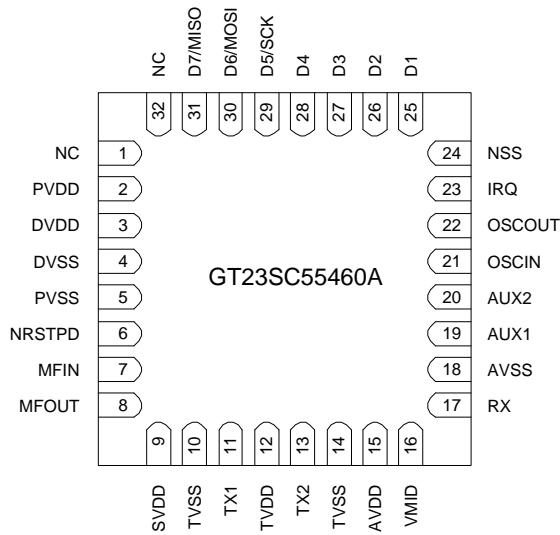 NC
D7/MISO
D6/MOSI
D5/SCK
D4
D3
D2
D1
32
31
30
29
28
27
26
25
NC 1
PVDD 2
DVDD 3
DVSS 4
PVSS 5
NRSTPD 6
MFIN 7
MFOUT 8
GT23SC55460A
24 NSS
23 IRQ
22 OSCOUT
21 OSCIN
20 AUX2
19 AUX1
18 AVSS
17 RX
9
10
11
12
13
14
15
16
SVDD
TVSS
TX1
TVDD
TX2
TVSS
AVDD
VMID